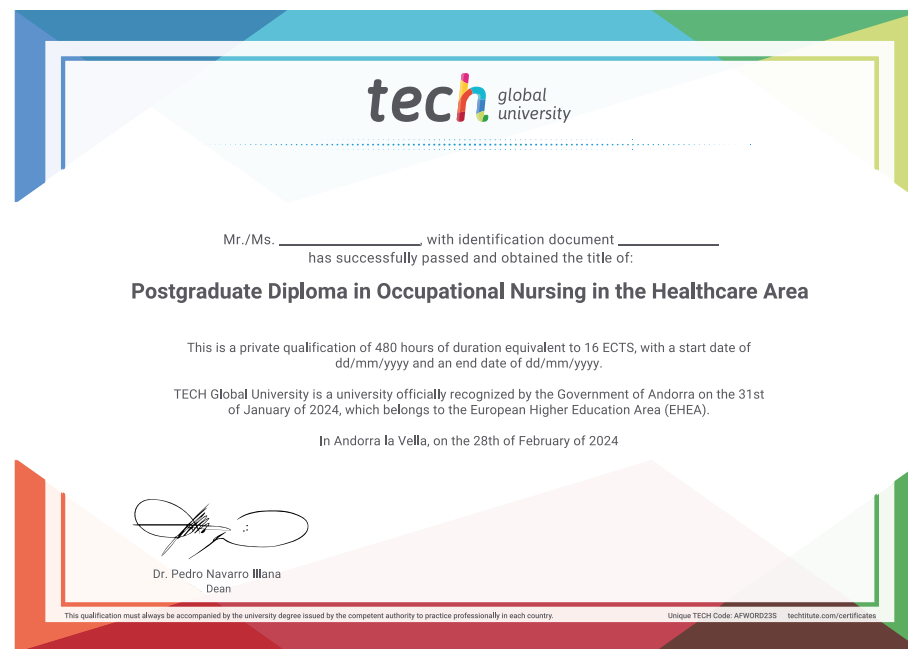 tech global
university
Mr./Ms. ____________________, with identification document ______________
has successfully passed and obtained the title of:
Postgraduate Diploma in Occupational Nursing in the Healthcare Area
This is a private qualification of 480 hours of duration equivalent to 16 ECTS, with a start date of
dd/mm/yyyy and an end date of dd/mm/yyyy.
TECH Global University is a university officially recognized by the Government of Andorra on the 31st
of January of 2024, which belongs to the European Higher Education Area (EHEA).
In Andorra la Vella, on the 28th of February of 2024
Dr. Pedro Navarro Illana
Dean
This qualification must always be accompanied by the university degree issued by the competent authority to practice professionally in each country.
Unique TECH Code: AFWORD23S techtitute.com/certificates